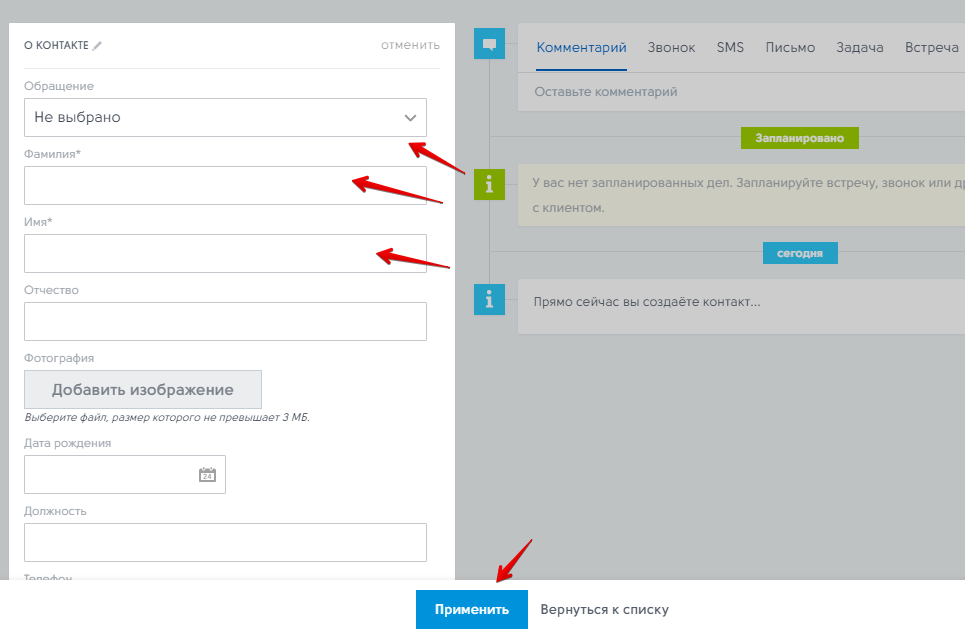 О КОНТАКТЕ
ОТМЕНИТЬ
Обращение
Не выбрано
Фамилия*
Имя*
Отчество
Фотография
Добавить изображение
Выберите файл, размер которого не превышает 3 МБ.
Дата рождения
24
Должность
Телефон
Комментарий Звонок SMS Письмо Задача Встреча
Оставьте комментарий
Запланировано
У вас нет запланированных дел. Запланируйте встречу, звонок или др
с клиентом.
сегодня
Прямо сейчас вы создаёте контакт...
Применить
Вернуться к списку